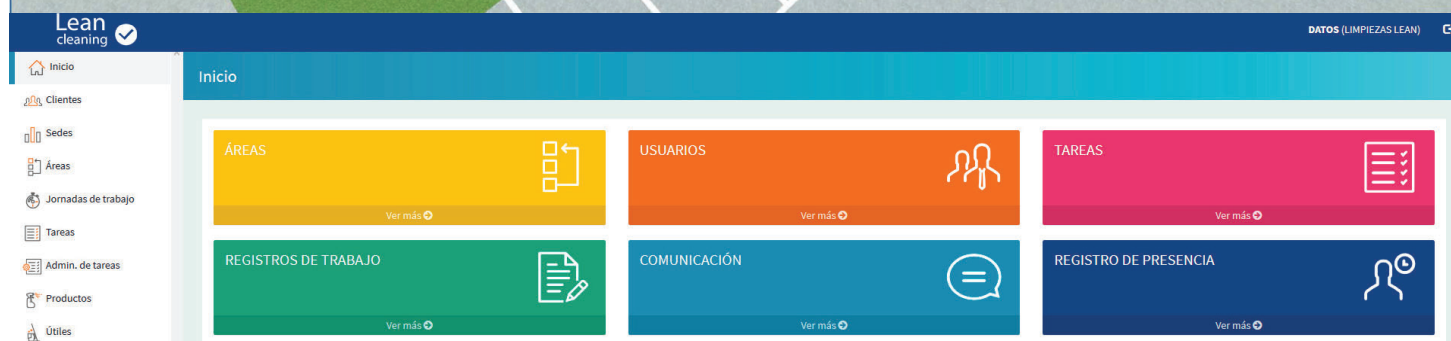 Lean
cleaning
DATOS (LIMPIEZAS LEAN)
Inicio
Clientes
Sedes
Áreas
Jornadas de trabajo
Tareas
Admin. de tareas
Productos
Útiles
Inicio
ÁREAS
Ver más
USUARIOS
Ver más
TAREAS
Ver más
REGISTROS DE TRABAJO
Ver más
COMUNICACIÓN
Ver más
REGISTRO DE PRESENCIA
Ver más